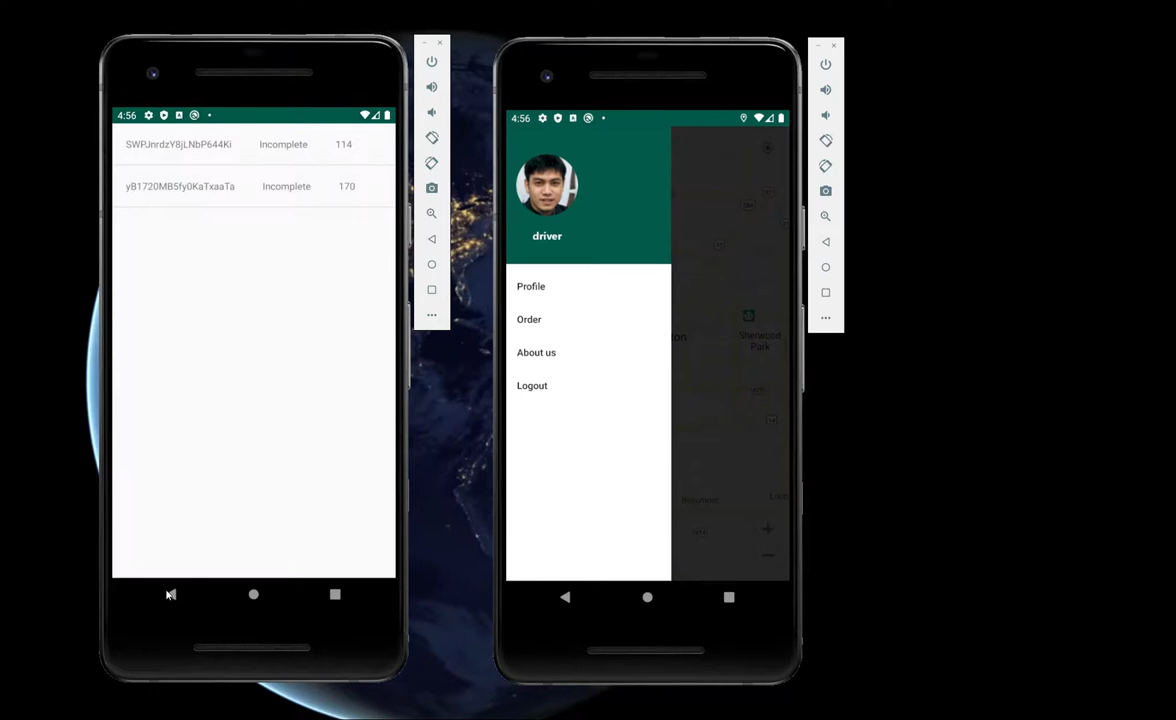 4:56
SWPJnrdzY8jLNbP644Ki Incomplete 114
yB1720MB5fy0KaTxaaTa Incomplete 170
4:56
driver
Profile
Order
About us
Logout
Sherwood
Park